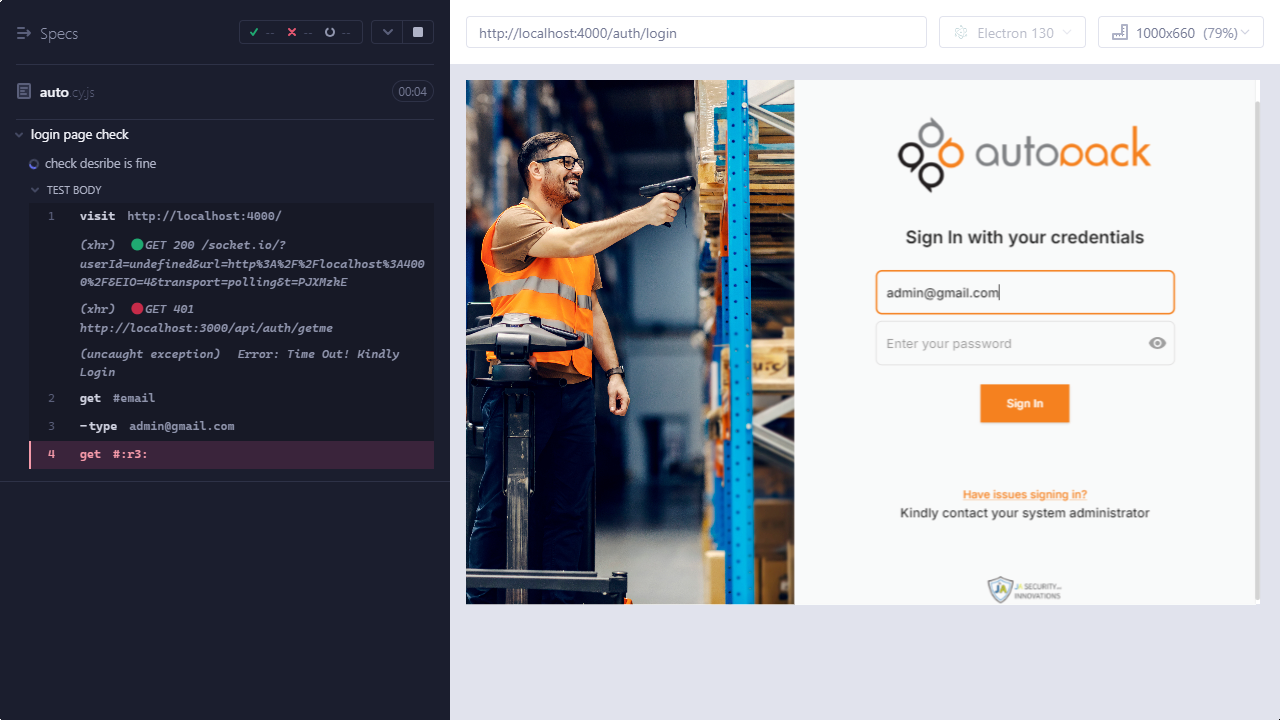 Specs
--
--
--
auto.cy.js
00:04
login page check
check desribe is fine
TEST BODY
1 visit http://localhost:4000/
(xhr) GET 200 /socket.io/?
userId=undefined&url=http%3A%2F%2Flocalhost%3A400
0%2F&EIO=4&transport=polling&t=PJXMzkE
(xhr) GET 401
http://localhost:3000/api/auth/getme
(uncaught exception) Error: Time Out! Kindly
Login
2 get #email
3 -type admin@gmail.com
4 get #:r3:
http://localhost:4000/auth/login
Electron 130
1000x660 (79%)
autopack
Sign In with your credentials
admin@gmail.com
Enter your password
Sign In
Have issues signing in?
Kindly contact your system administrator
JA SECURITY
INNOVATIONS